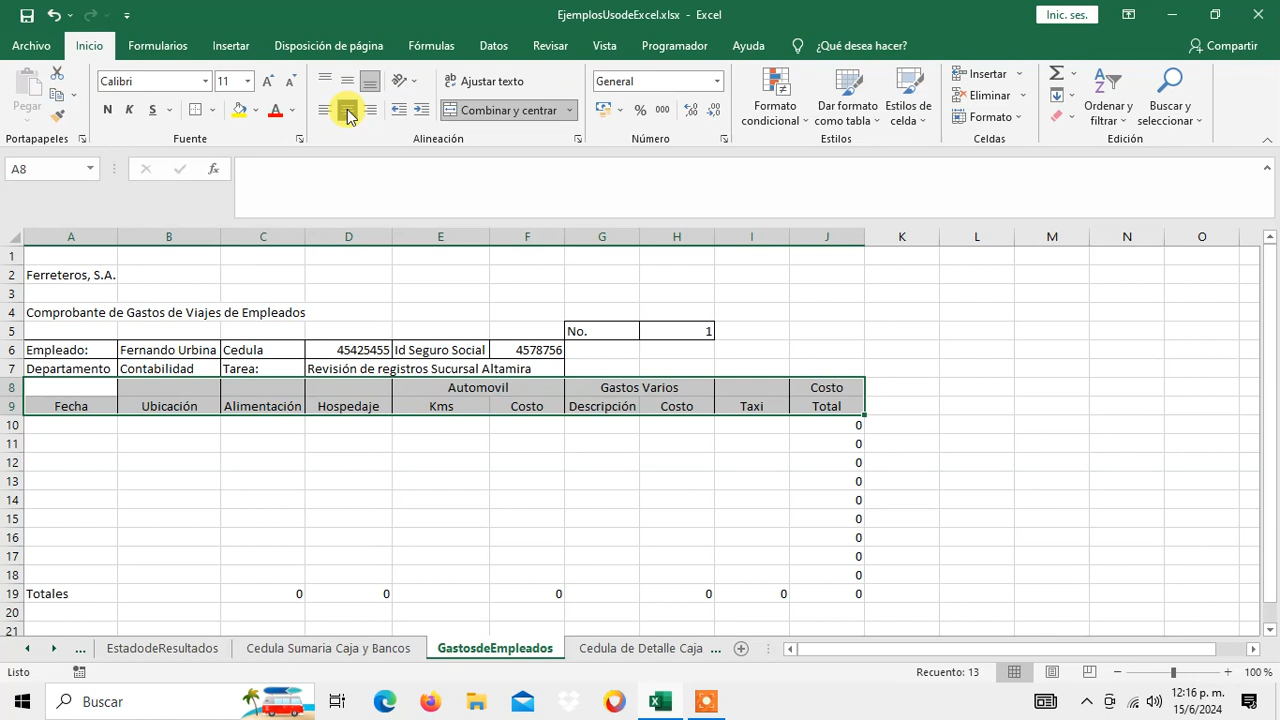 EjemplosUsodeExcel.xlsx - Excel
Inic. ses.
Archivo Inicio Formularios Insertar Disposición de página Fórmulas Datos Revisar Vista Programador Ayuda ¿Qué desea hacer? Compartir
Pegar
Calibri 11
N K S
Ajustar texto
Combinar y centrar
General
% 000
Formato condicional
Dar formato como tabla
Estilos de celda
Insertar
Eliminar
Formato
Ordenar y filtrar
Buscar y seleccionar
Portapapeles Fuente Alineación Número Estilos Celdas Edición
A8 fx
A B C D E F G H I J K L M N O
1
2 Ferreteros, S.A.
3
4 Comprobante de Gastos de Viajes de Empleados
5 No. 1
6 Empleado: Fernando Urbina Cedula 45425455 Id Seguro Social 4578756
7 Departamento Contabilidad Tarea: Revisión de registros Sucursal Altamira
8 Automovil Gastos Varios Costo
9 Fecha Ubicación Alimentación Hospedaje Kms Costo Descripción Costo Taxi Total
10 0
11 0
12 0
13 0
14 0
15 0
16 0
17 0
18 0
19 Totales 0 0 0 0 0 0
20
21
... EstadodeResultados Cedula Sumaria Caja y Bancos GastosdeEmpleados Cedula de Detalle Caja ...
Listo Recuento: 13 100 %
Buscar
12:16 p. m.
15/6/2024